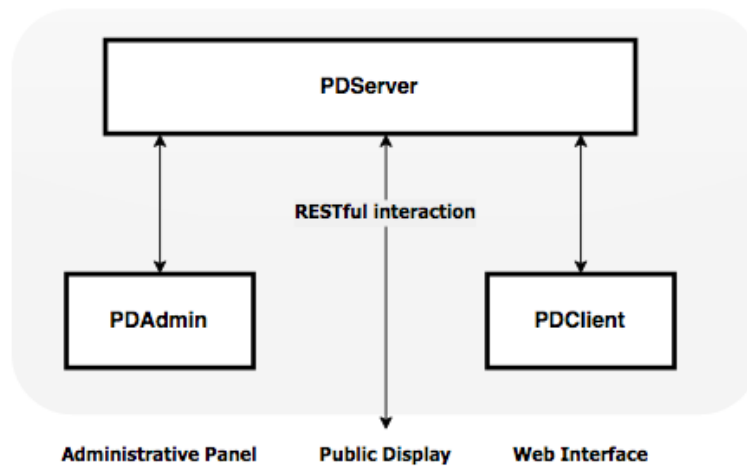 PDServer
RESTful interaction
PDAdmin
PDClient
Administrative Panel
Public Display
Web Interface